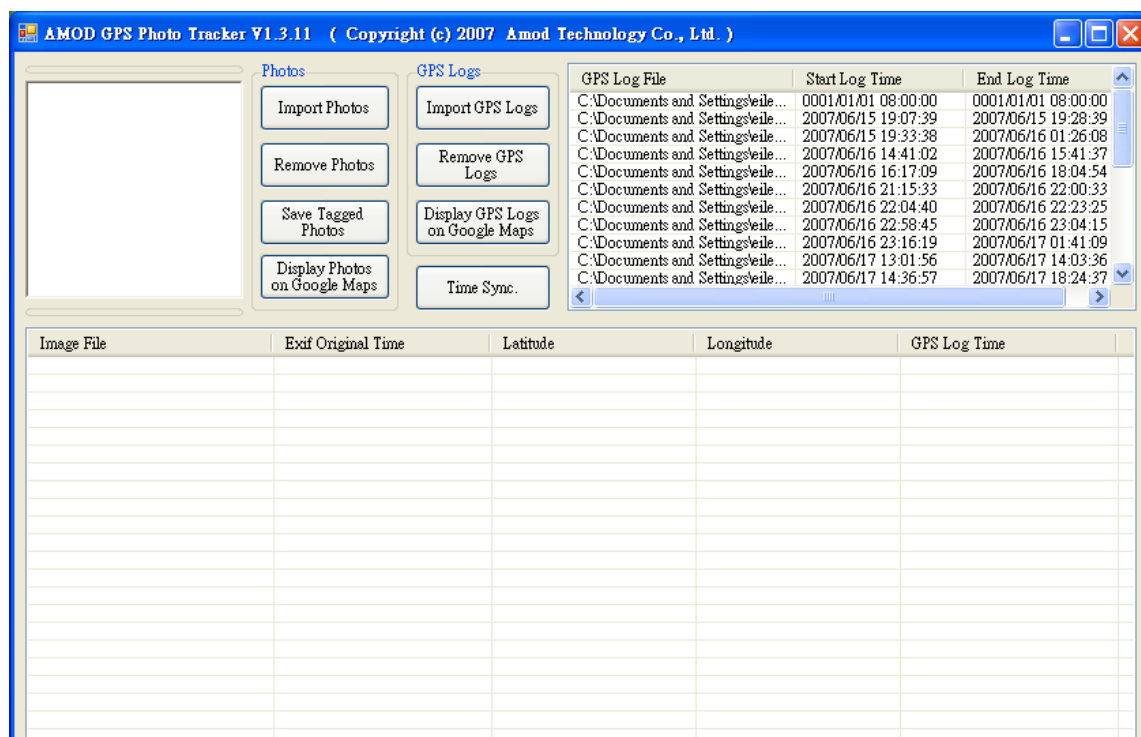 AMOD GPS Photo Tracker V1.3.11 ( Copyright (c) 2007 Amod Technology Co., Ltd. )
Photos
Import Photos
Remove Photos
Save Tagged
Photos
Display Photos
on Google Maps
GPS Logs
Import GPS Logs
Remove GPS
Logs
Display GPS Logs
on Google Maps
Time Sync.
GPS Log File Start Log Time End Log Time
C:\Documents and Settings\eile... 0001/01/01 08:00:00 0001/01/01 08:00:00
C:\Documents and Settings\eile... 2007/06/15 19:07:39 2007/06/15 19:28:39
C:\Documents and Settings\eile... 2007/06/15 19:33:38 2007/06/16 01:26:08
C:\Documents and Settings\eile... 2007/06/16 14:41:02 2007/06/16 15:41:37
C:\Documents and Settings\eile... 2007/06/16 16:17:09 2007/06/16 18:04:54
C:\Documents and Settings\eile... 2007/06/16 21:15:33 2007/06/16 22:00:33
C:\Documents and Settings\eile... 2007/06/16 22:04:40 2007/06/16 22:23:25
C:\Documents and Settings\eile... 2007/06/16 22:58:45 2007/06/16 23:04:15
C:\Documents and Settings\eile... 2007/06/16 23:16:19 2007/06/17 01:41:09
C:\Documents and Settings\eile... 2007/06/17 13:01:56 2007/06/17 14:03:36
C:\Documents and Settings\eile... 2007/06/17 14:36:57 2007/06/17 18:24:37
Image File Exif Original Time Latitude Longitude GPS Log Time